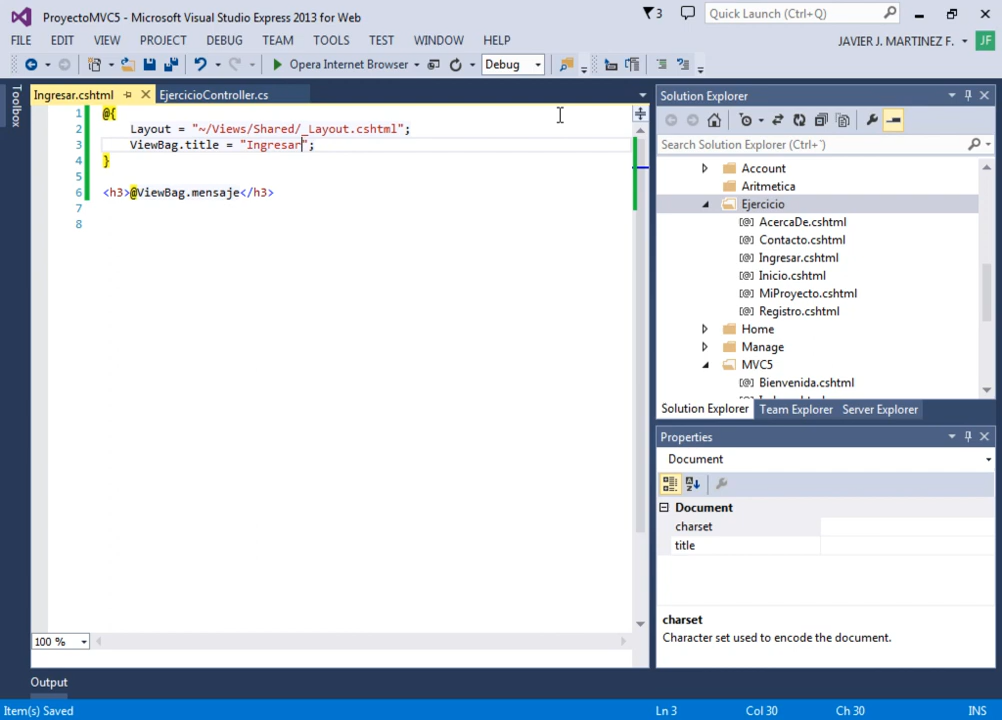 ProyectoMVC5 - Microsoft Visual Studio Express 2013 for Web
3
Quick Launch (Ctrl+Q)
FILE EDIT VIEW PROJECT DEBUG TEAM TOOLS TEST WINDOW HELP
JAVIER J. MARTINEZ F.
JF
Opera Internet Browser
Debug
Toolbox
Ingresar.cshtml
EjercicioController.cs
1 @{
2 Layout = "~/Views/Shared/_Layout.cshtml";
3 ViewBag.title = "Ingresar";
4 }
5
6 <h3>@ViewBag.mensaje</h3>
7
8
100 %
Solution Explorer
Search Solution Explorer (Ctrl+¨)
Account
Aritmetica
Ejercicio
[@] AcercaDe.cshtml
[@] Contacto.cshtml
[@] Ingresar.cshtml
[@] Inicio.cshtml
[@] MiProyecto.cshtml
[@] Registro.cshtml
Home
Manage
MVC5
[@] Bienvenida.cshtml
Solution Explorer Team Explorer Server Explorer
Properties
Document
Document
charset
title
charset
Character set used to encode the document.
Output
Item(s) Saved
Ln 3 Col 30 Ch 30 INS